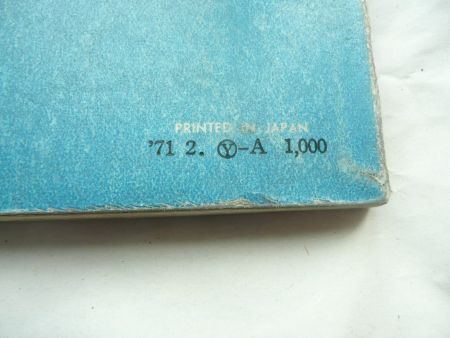 PRINTED IN JAPAN
'71 2. Ⓨ-A 1,000